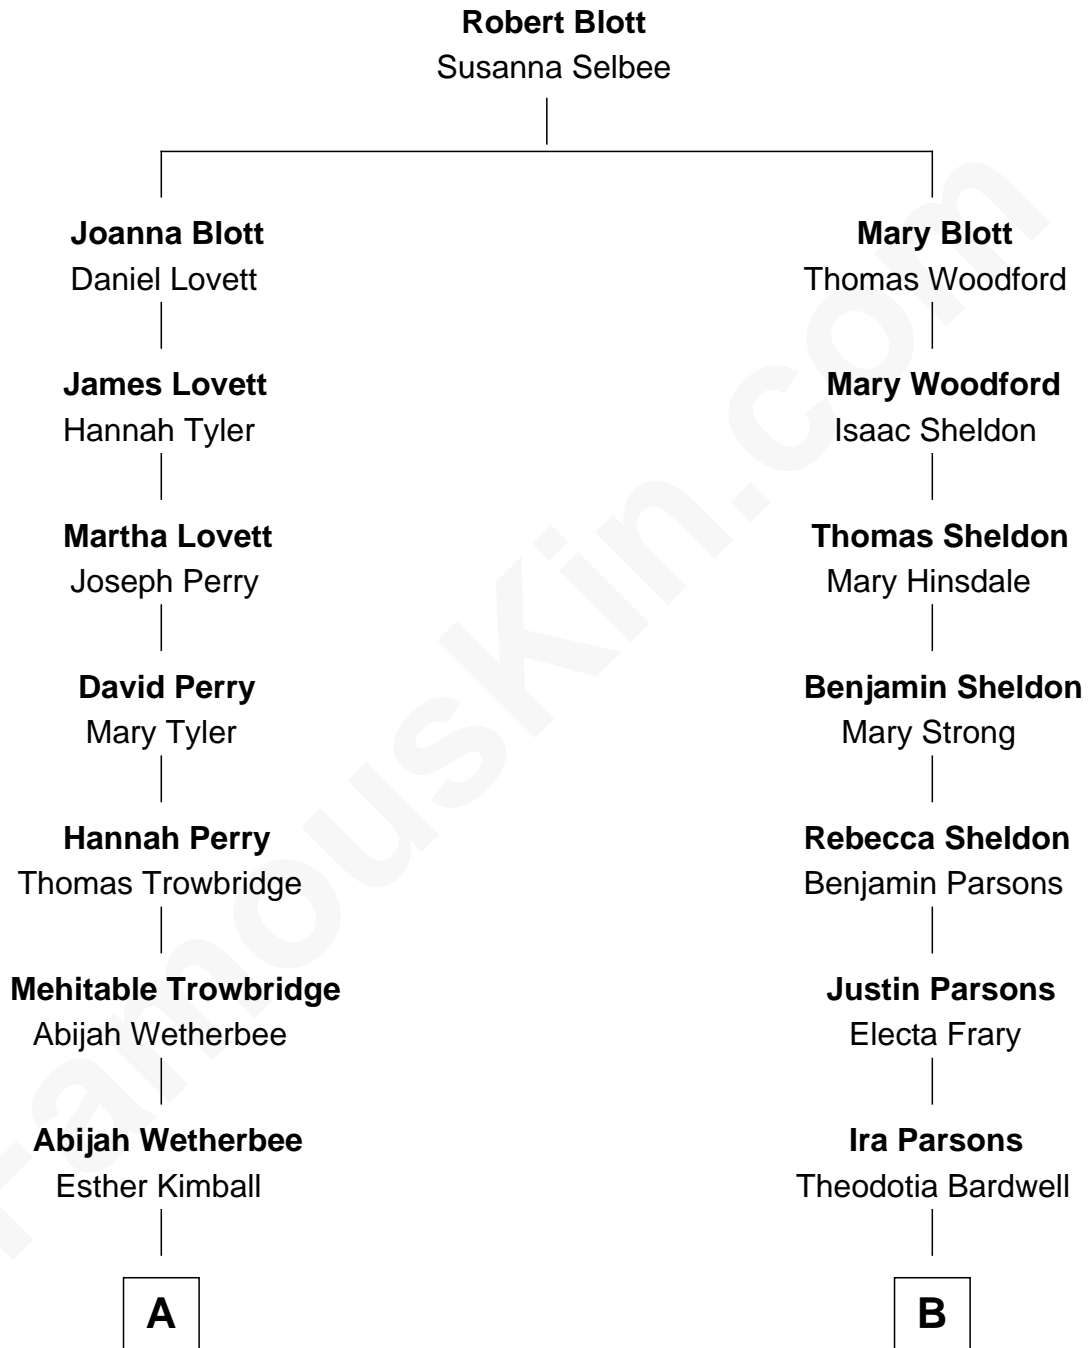 Robert Blott
Susanna Selbee
Joanna Blott
Daniel Lovett
Mary Blott
Thomas Woodford
James Lovett
Hannah Tyler
Mary Woodford
Isaac Sheldon
Martha Lovett
Joseph Perry
Thomas Sheldon
Mary Hinsdale
David Perry
Mary Tyler
Benjamin Sheldon
Mary Strong
Hannah Perry
Thomas Trowbridge
Rebecca Sheldon
Benjamin Parsons
Mehitable Trowbridge
Abijah Wetherbee
Justin Parsons
Electa Frary
Abijah Wetherbee
Esther Kimball
Ira Parsons
Theodotia Bardwell
A
B
FamousKin.com